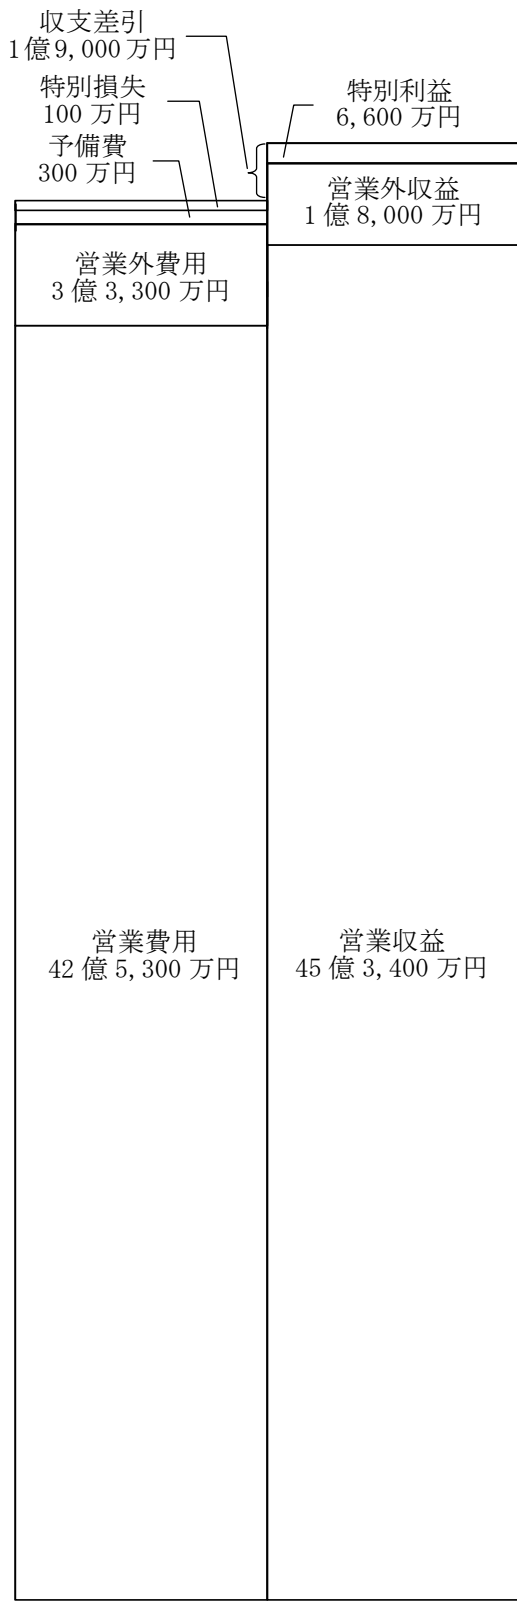 収支差引
1億9,000万円
特別損失
100万円
予備費
300万円
特別利益
6,600万円
営業外収益
1億8,000万円
営業外費用
3億3,300万円
営業費用
42億5,300万円
営業収益
45億3,400万円